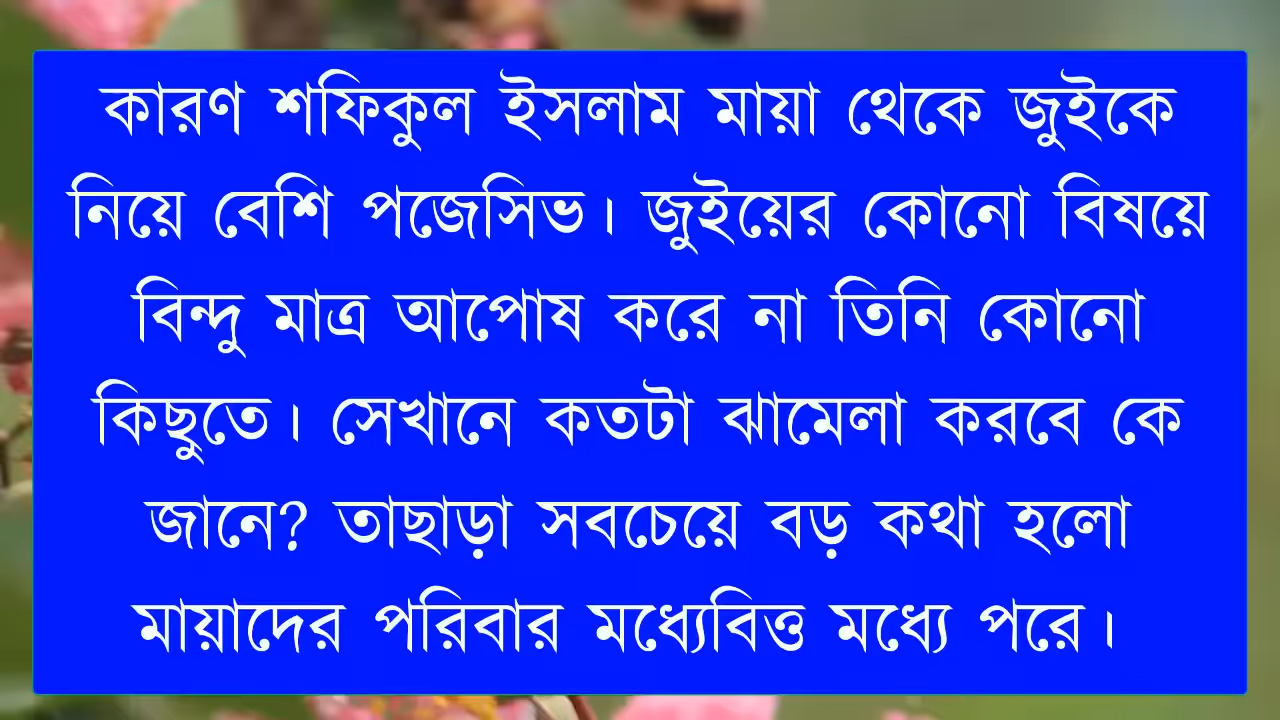 কারণ শফিকুল ইসলাম মায়া থেকে জুইকে
নিয়ে বেশি পজেসিভ। জুইয়ের কোনো বিষয়ে
বিন্দু মাত্র আপোষ করে না তিনি কোনো
কিছুতে। সেখানে কতটা ঝামেলা করবে কে
জানে? তাছাড়া সবচেয়ে বড় কথা হলো
মায়াদের পরিবার মধ্যেবিত্ত মধ্যে পরে।